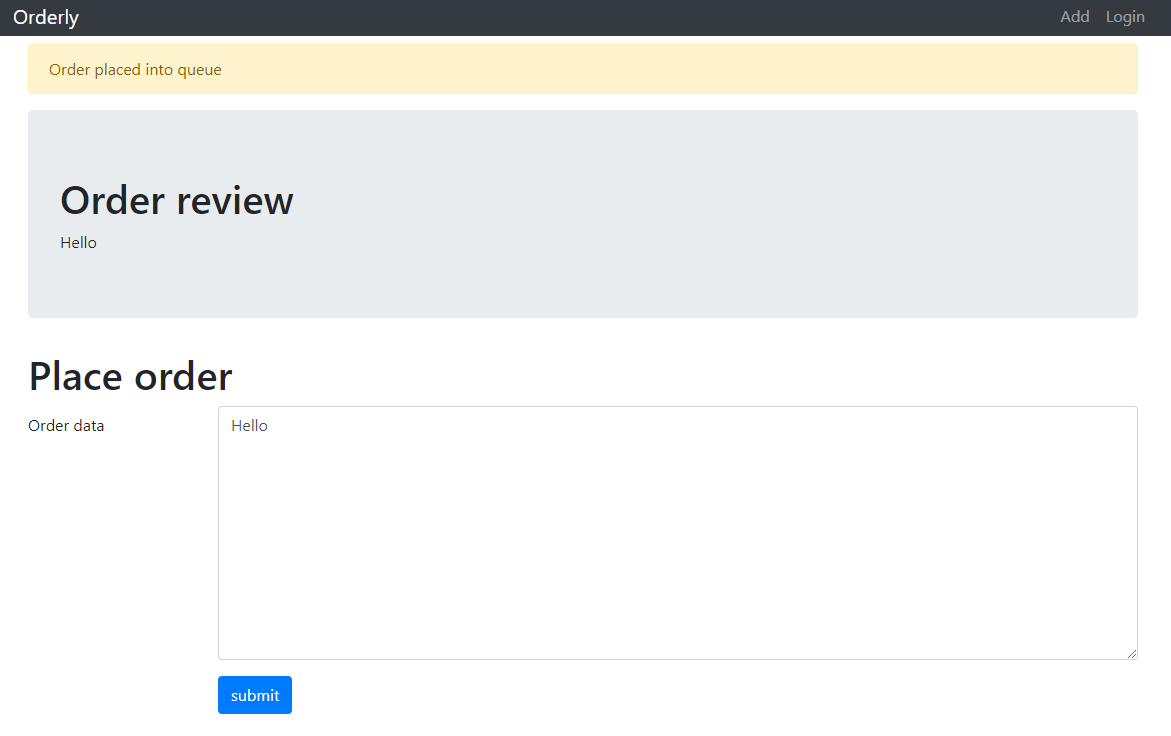 Orderly Add Login
Order placed into queue
Order review
Hello
Place order
Order data Hello
submit